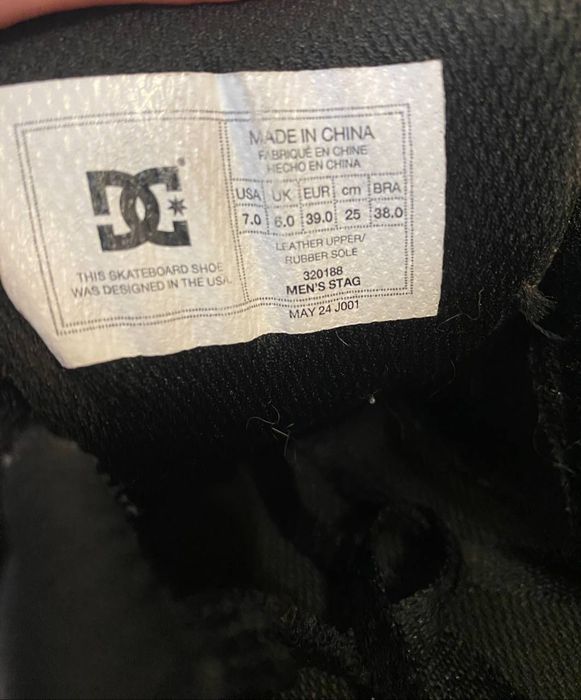 DC
®
THIS SKATEBOARD SHOE
WAS DESIGNED IN THE USA.
MADE IN CHINA
FABRIQUÉ EN CHINE
HECHO EN CHINA
USA UK EUR cm BRA
7.0 6.0 39.0 25 38.0
LEATHER UPPER/
RUBBER SOLE
320188
MEN'S STAG
MAY 24 J001